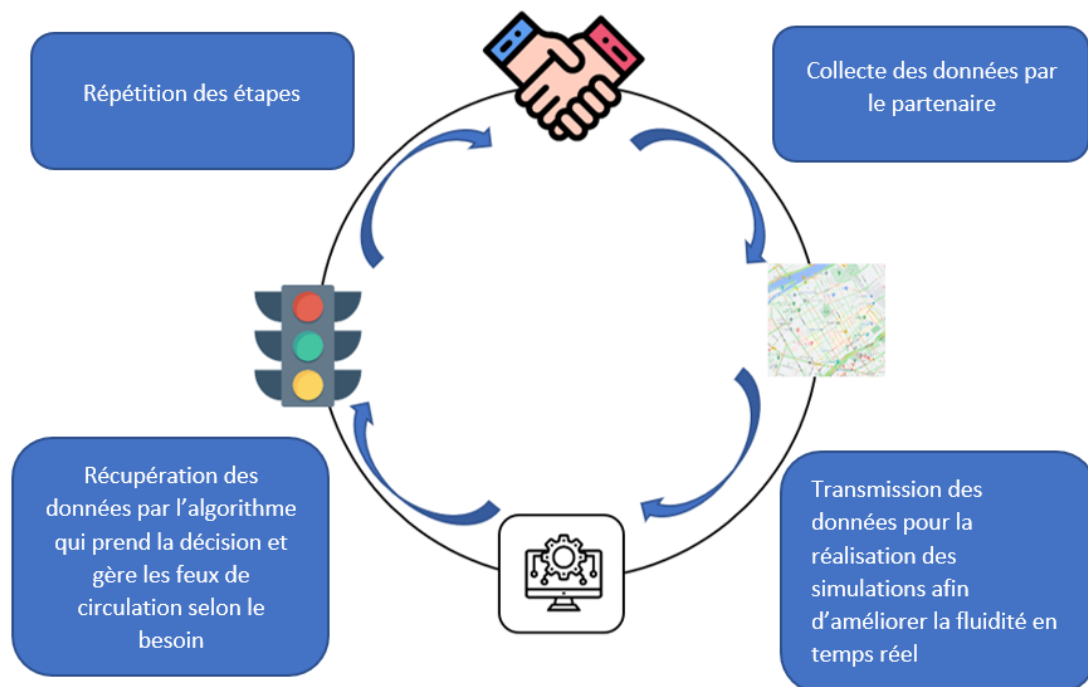 Répétition des étapes
Collecte des données par
le partenaire
Récupération des
données par l’algorithme
qui prend la décision et
gère les feux de
circulation selon le
besoin
Transmission des
données pour la
réalisation des
simulations afin
d’améliorer la fluidité en
temps réel